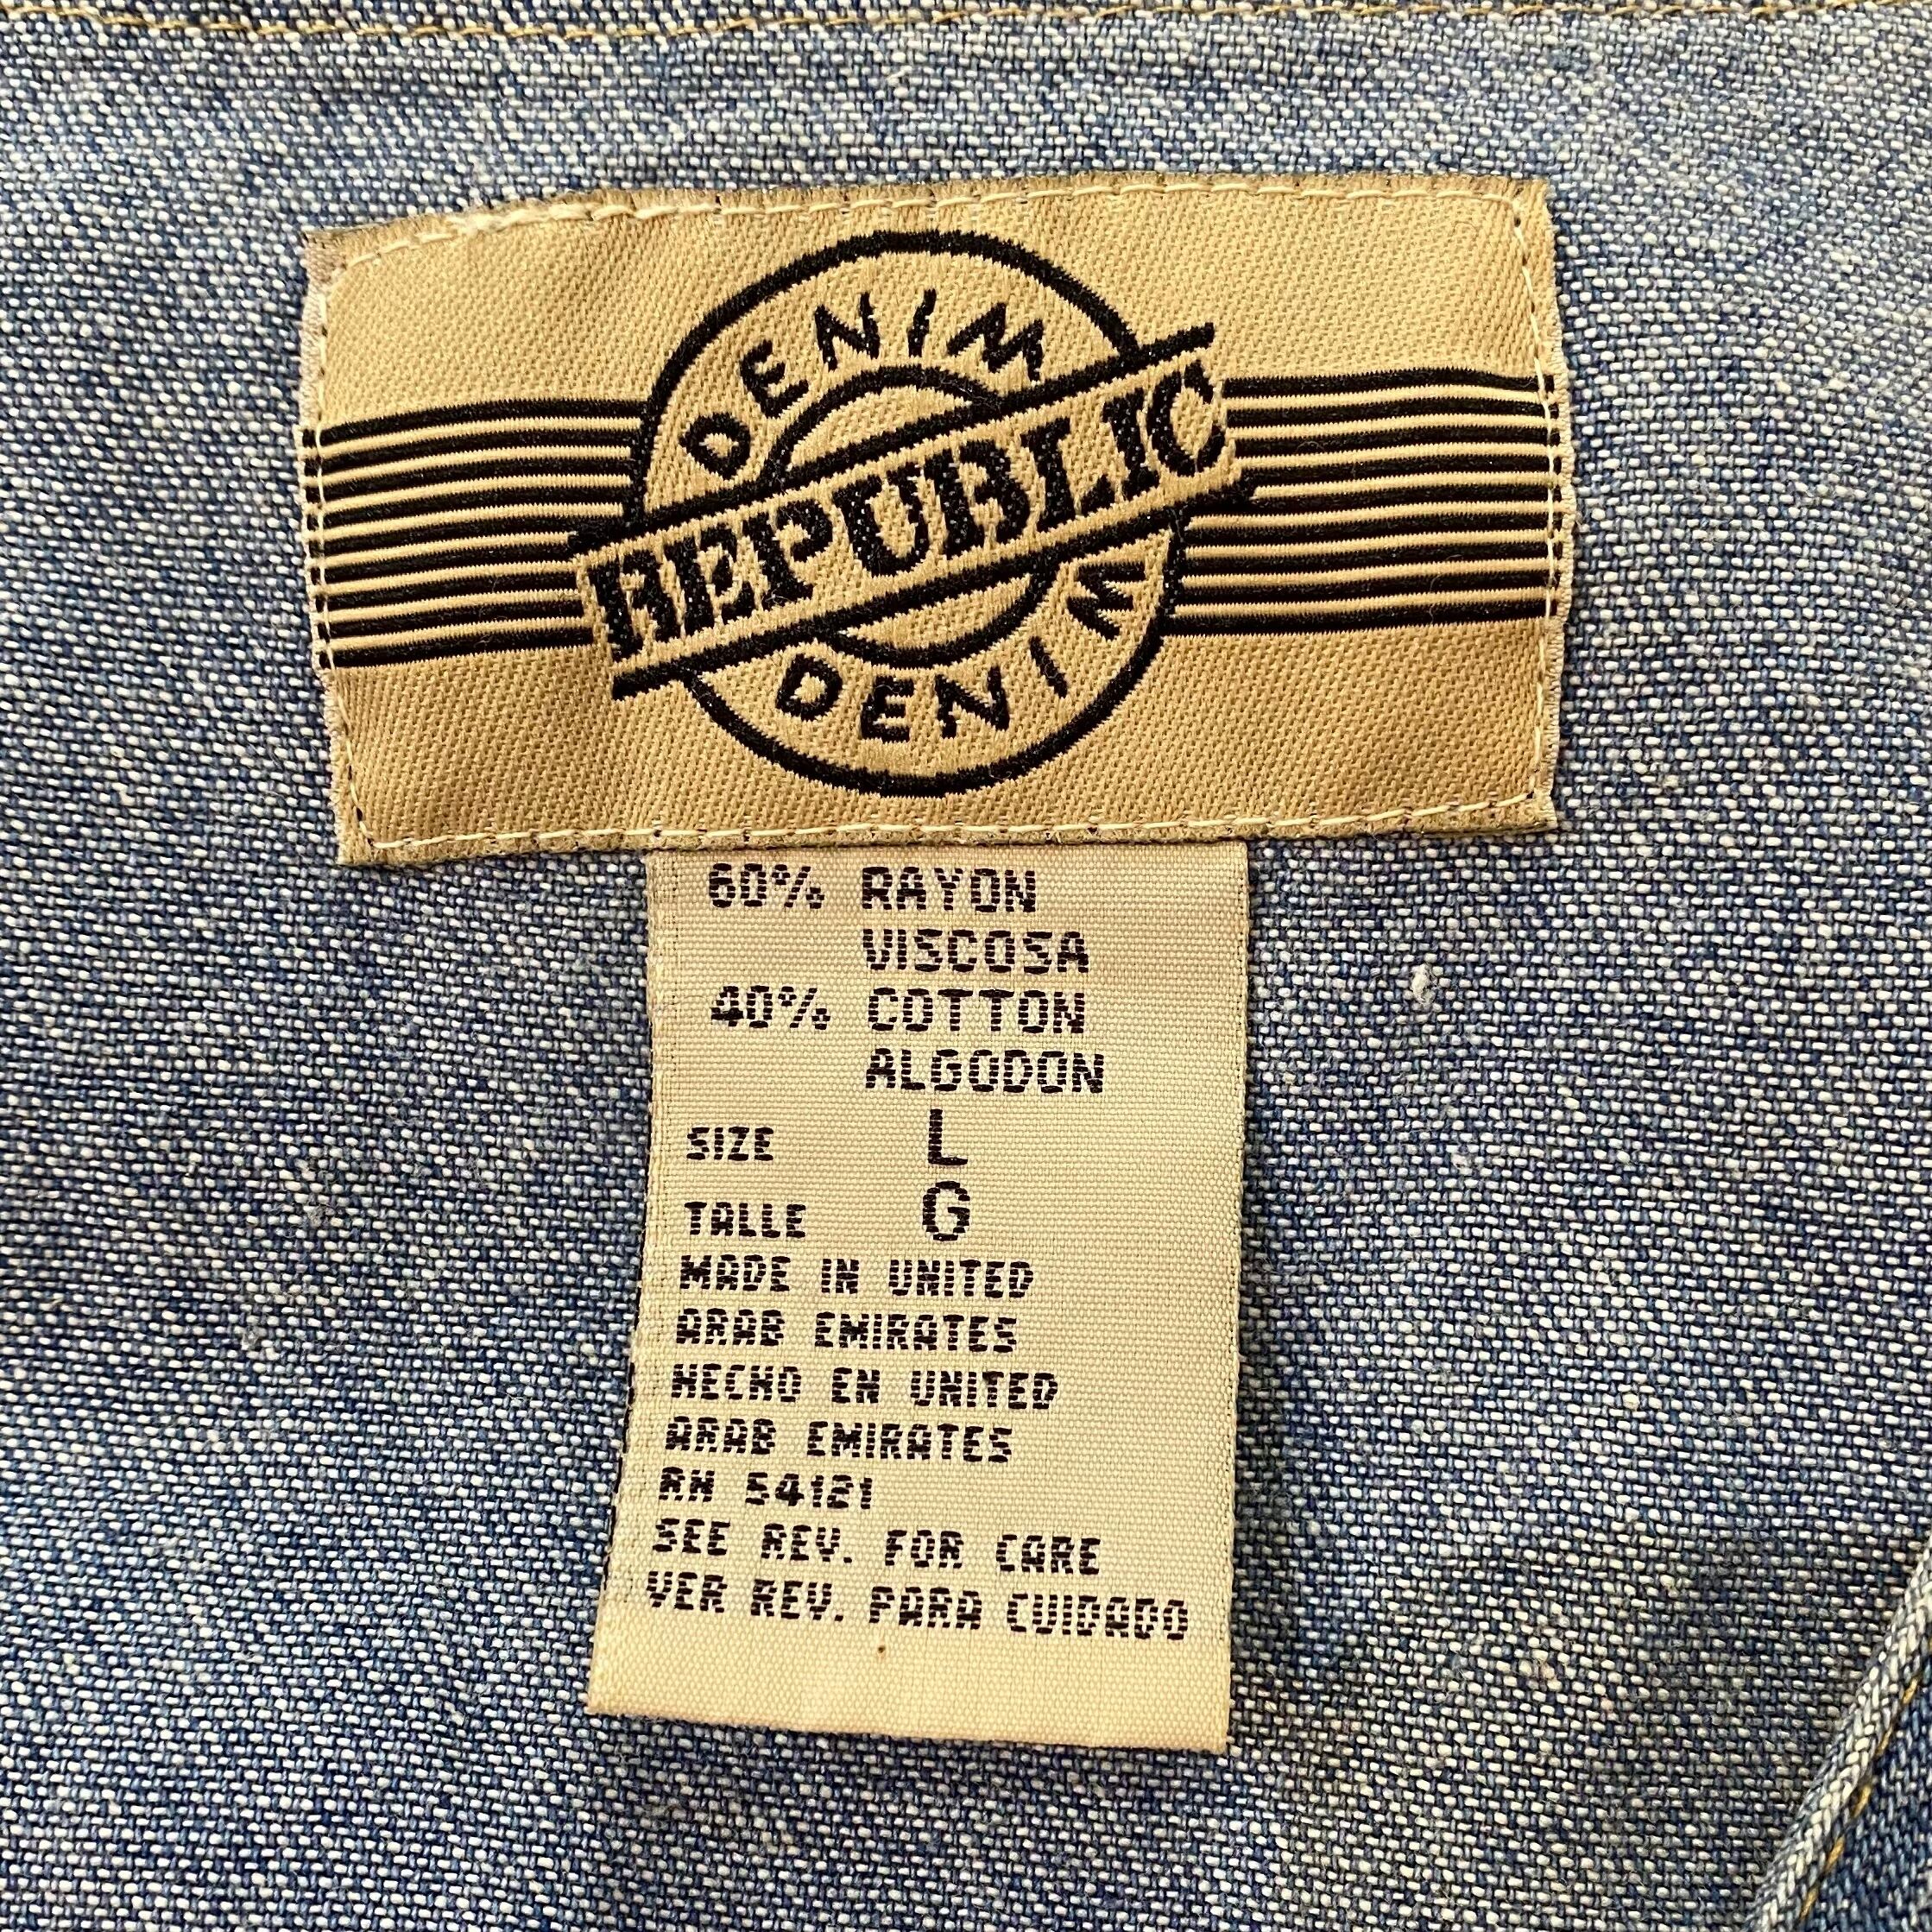 DENIM
REPUBLIC
DENIM
60% RAYON
VISCOSA
40% COTTON
ALGODON
SIZE L
TALLE G
MADE IN UNITED
ARAB EMIRATES
HECHO EN UNITED
ARAB EMIRATES
RN 54121
SEE REV. FOR CARE
VER REV. PARA CUIDADO